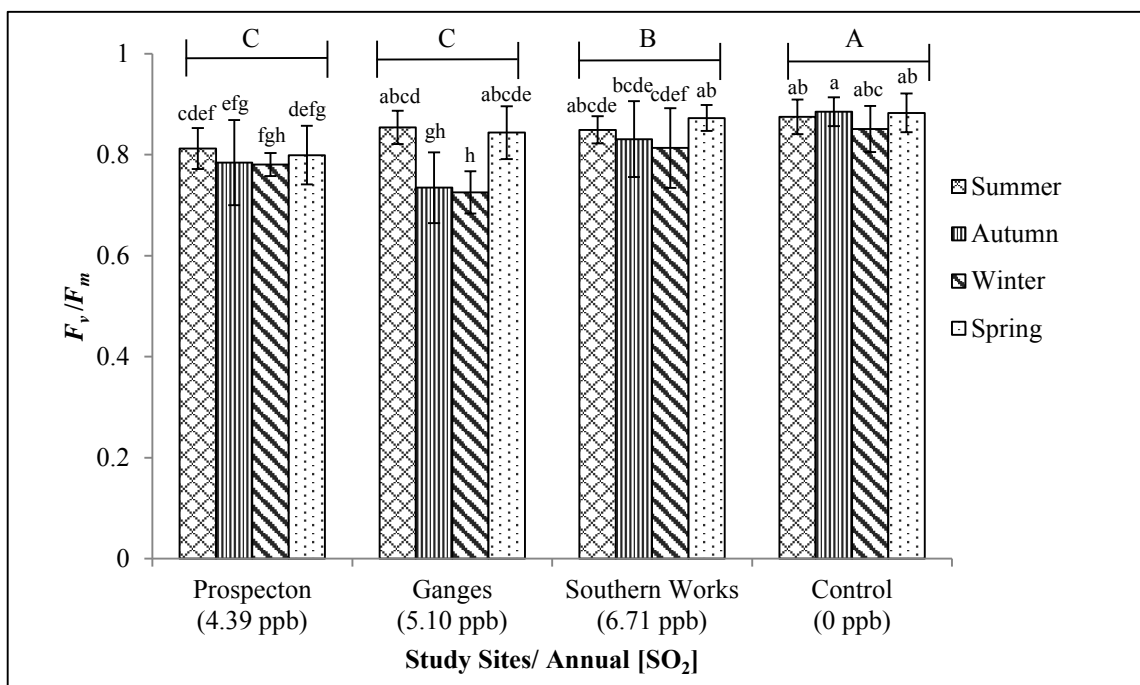 C C B A
1
0.8
0.6
0.4
0.2
0
F_v/F_m
cdef efg fgh defg
abcd gh h abcde
abcde bcde cdef ab
ab a abc ab
Summer
Autumn
Winter
Spring
Prospecton
(4.39 ppb)
Ganges
(5.10 ppb)
Southern Works
(6.71 ppb)
Control
(0 ppb)
Study Sites/ Annual [SO₂]